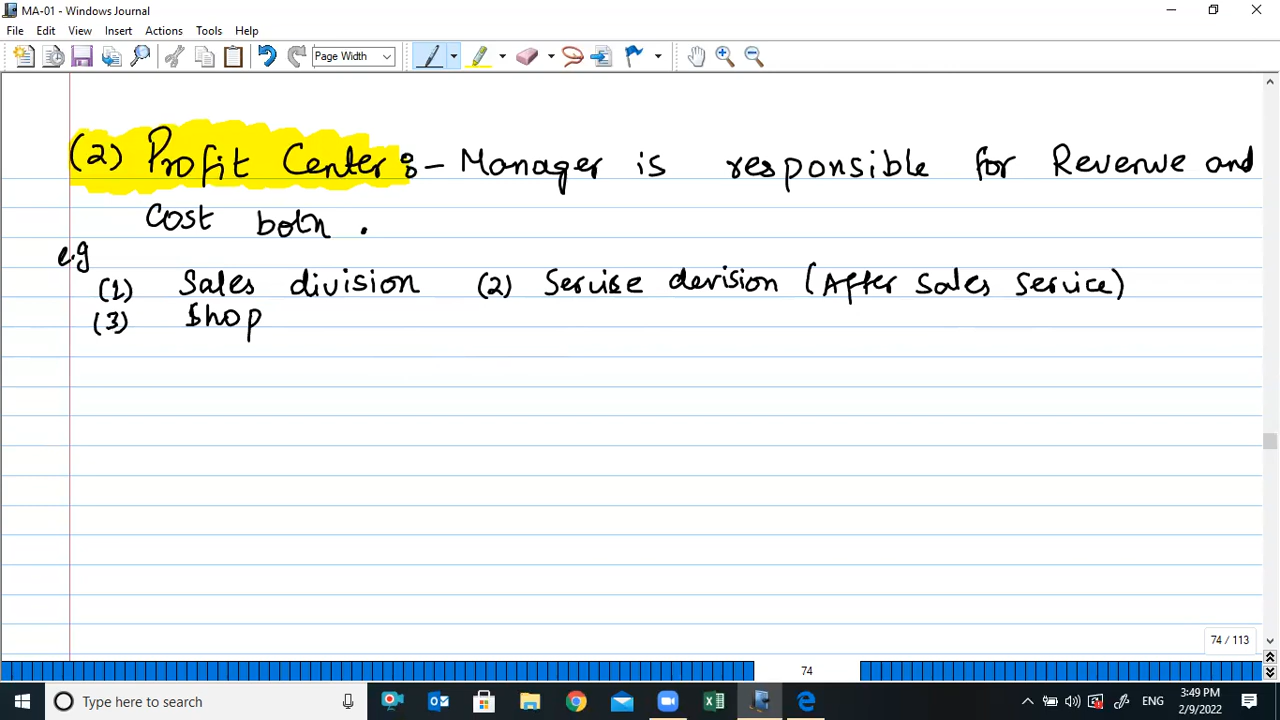 MA-01 - Windows Journal
File Edit View Insert Actions Tools Help
Page Width
(2) Profit Center :- Manager is responsible for Revenue and
Cost both .
e.g
(1) Sales division (2) Service devision (After Sales Service)
(3) Shop
74 / 113
74
Type here to search
ENG
3:49 PM
2/9/2022